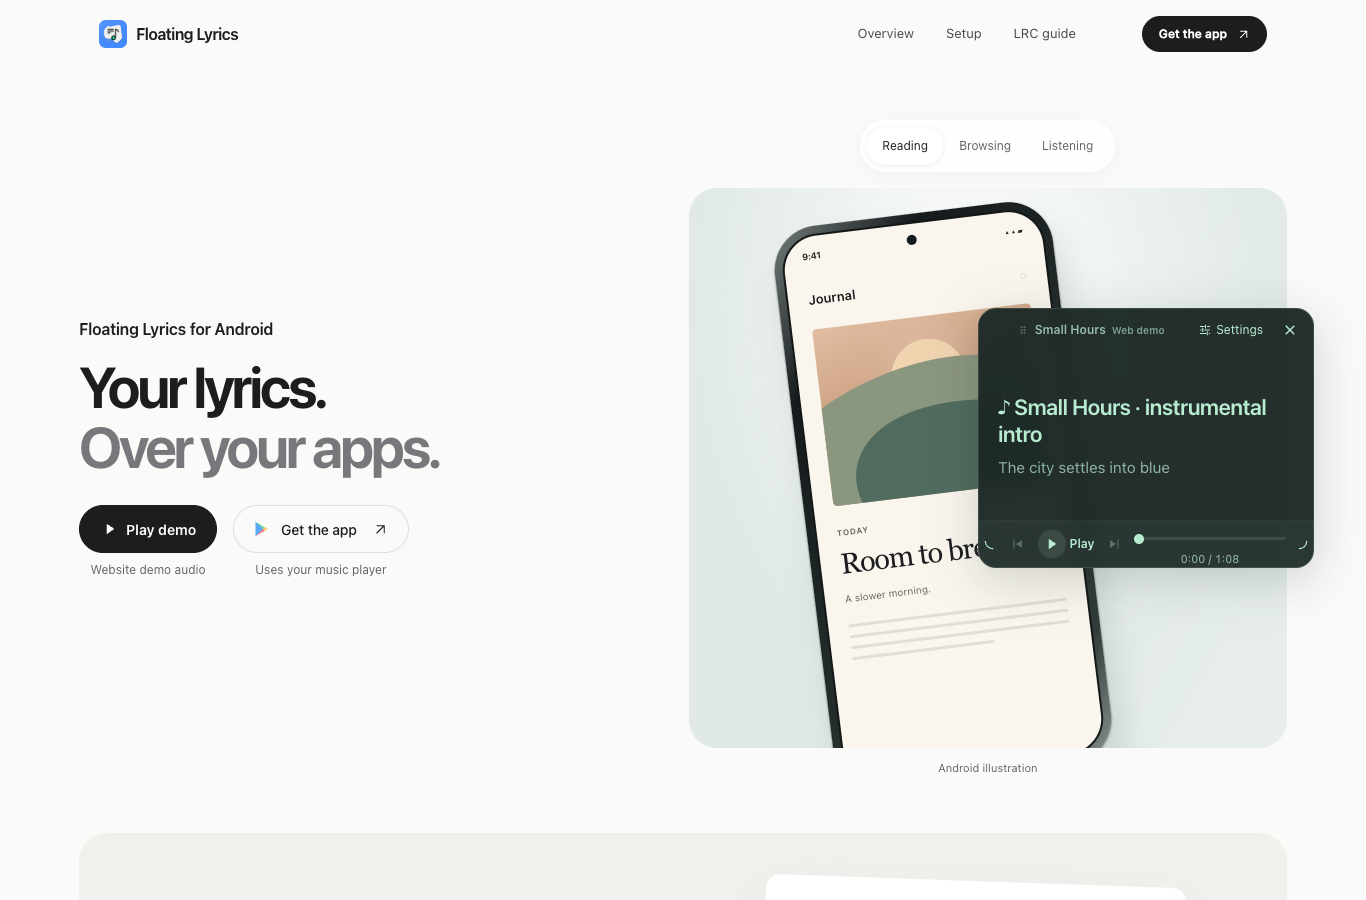 Floating Lyrics
Overview
Setup
LRC guide
Get the app
Reading
Browsing
Listening
Floating Lyrics for Android
Your lyrics.
Over your apps.
Play demo
Get the app
Website demo audio
Uses your music player
9:41
Journal
TODAY
Room to bre
A slower morning.
Small Hours Web demo
Settings
♪ Small Hours · instrumental
intro
The city settles into blue
Play
0:00 / 1:08
Android illustration